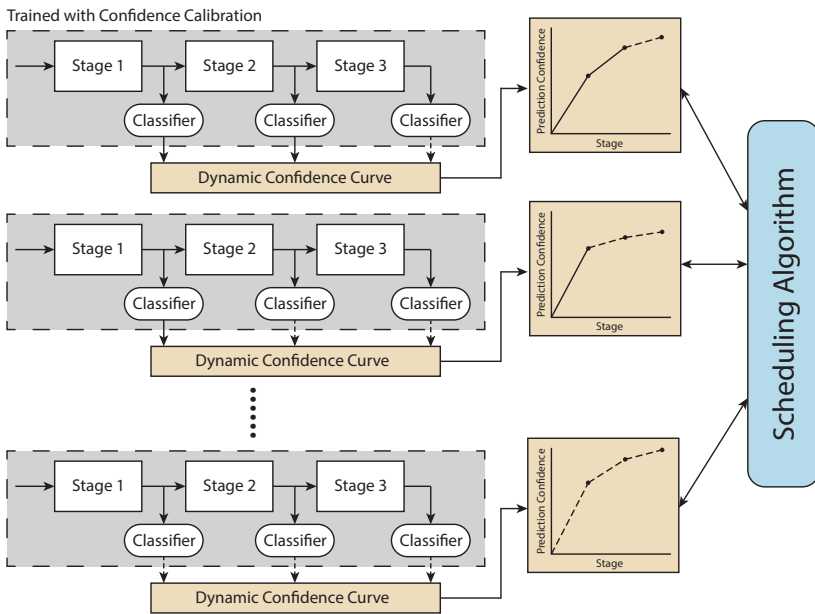 Trained with Confidence Calibration
Stage 1
Stage 2
Stage 3
Classifier
Classifier
Classifier
Dynamic Confidence Curve
Prediction Confidence
Stage
Stage 1
Stage 2
Stage 3
Classifier
Classifier
Classifier
Dynamic Confidence Curve
Prediction Confidence
Stage
Stage 1
Stage 2
Stage 3
Classifier
Classifier
Classifier
Dynamic Confidence Curve
Prediction Confidence
Stage
Scheduling Algorithm